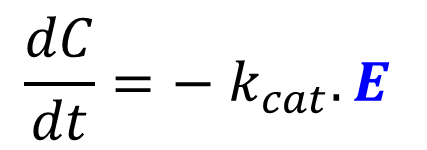 dC/dt = − k_cat . E